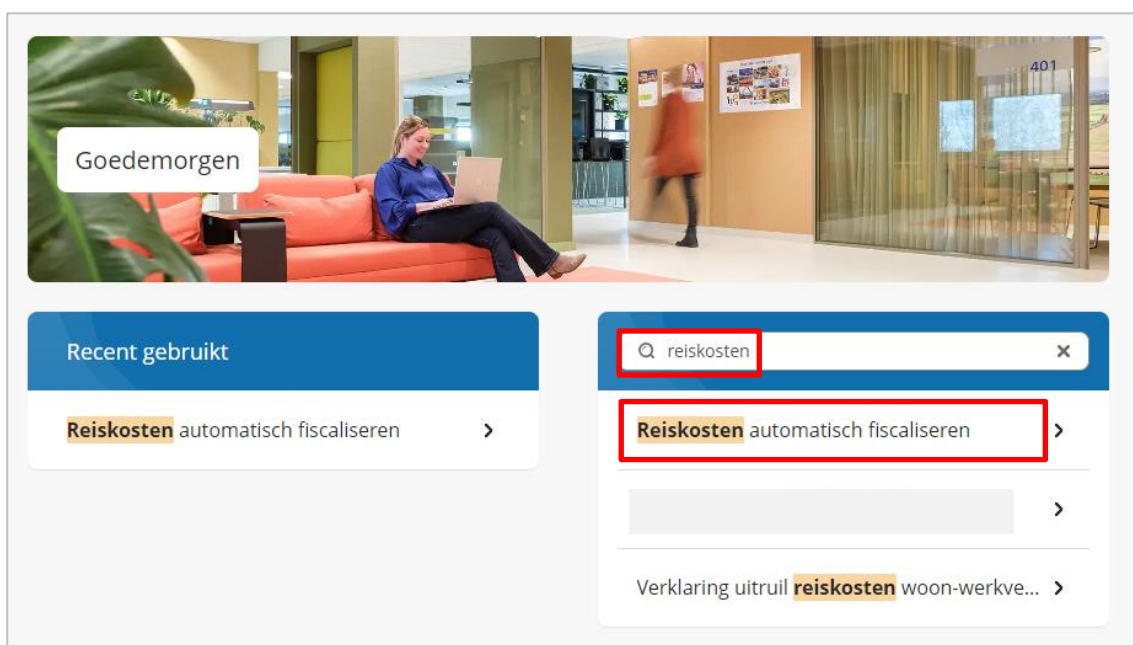 401
Goedemorgen
Recent gebruikt
Reiskosten automatisch fiscaliseren
reiskosten
Reiskosten automatisch fiscaliseren
Verklaring uitruil reiskosten woon-werkve...